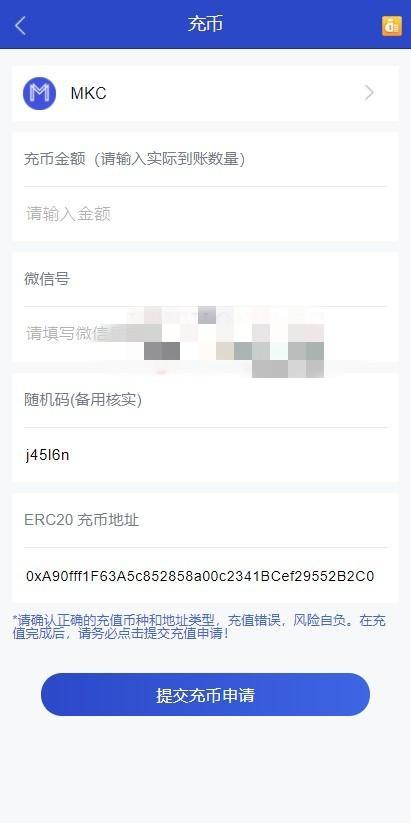 充币
MKC
充币金额（请输入实际到账数量）
请输入金额
微信号
请填写微信
随机码(备用核实)
j45l6n
ERC20 充币地址
0xA90fff1F63A5c852858a00c2341BCef29552B2C0
*请确认正确的充值币种和地址类型，充值错误，风险自负。在充
值完成后，请务必点击提交充值申请！
提交充币申请